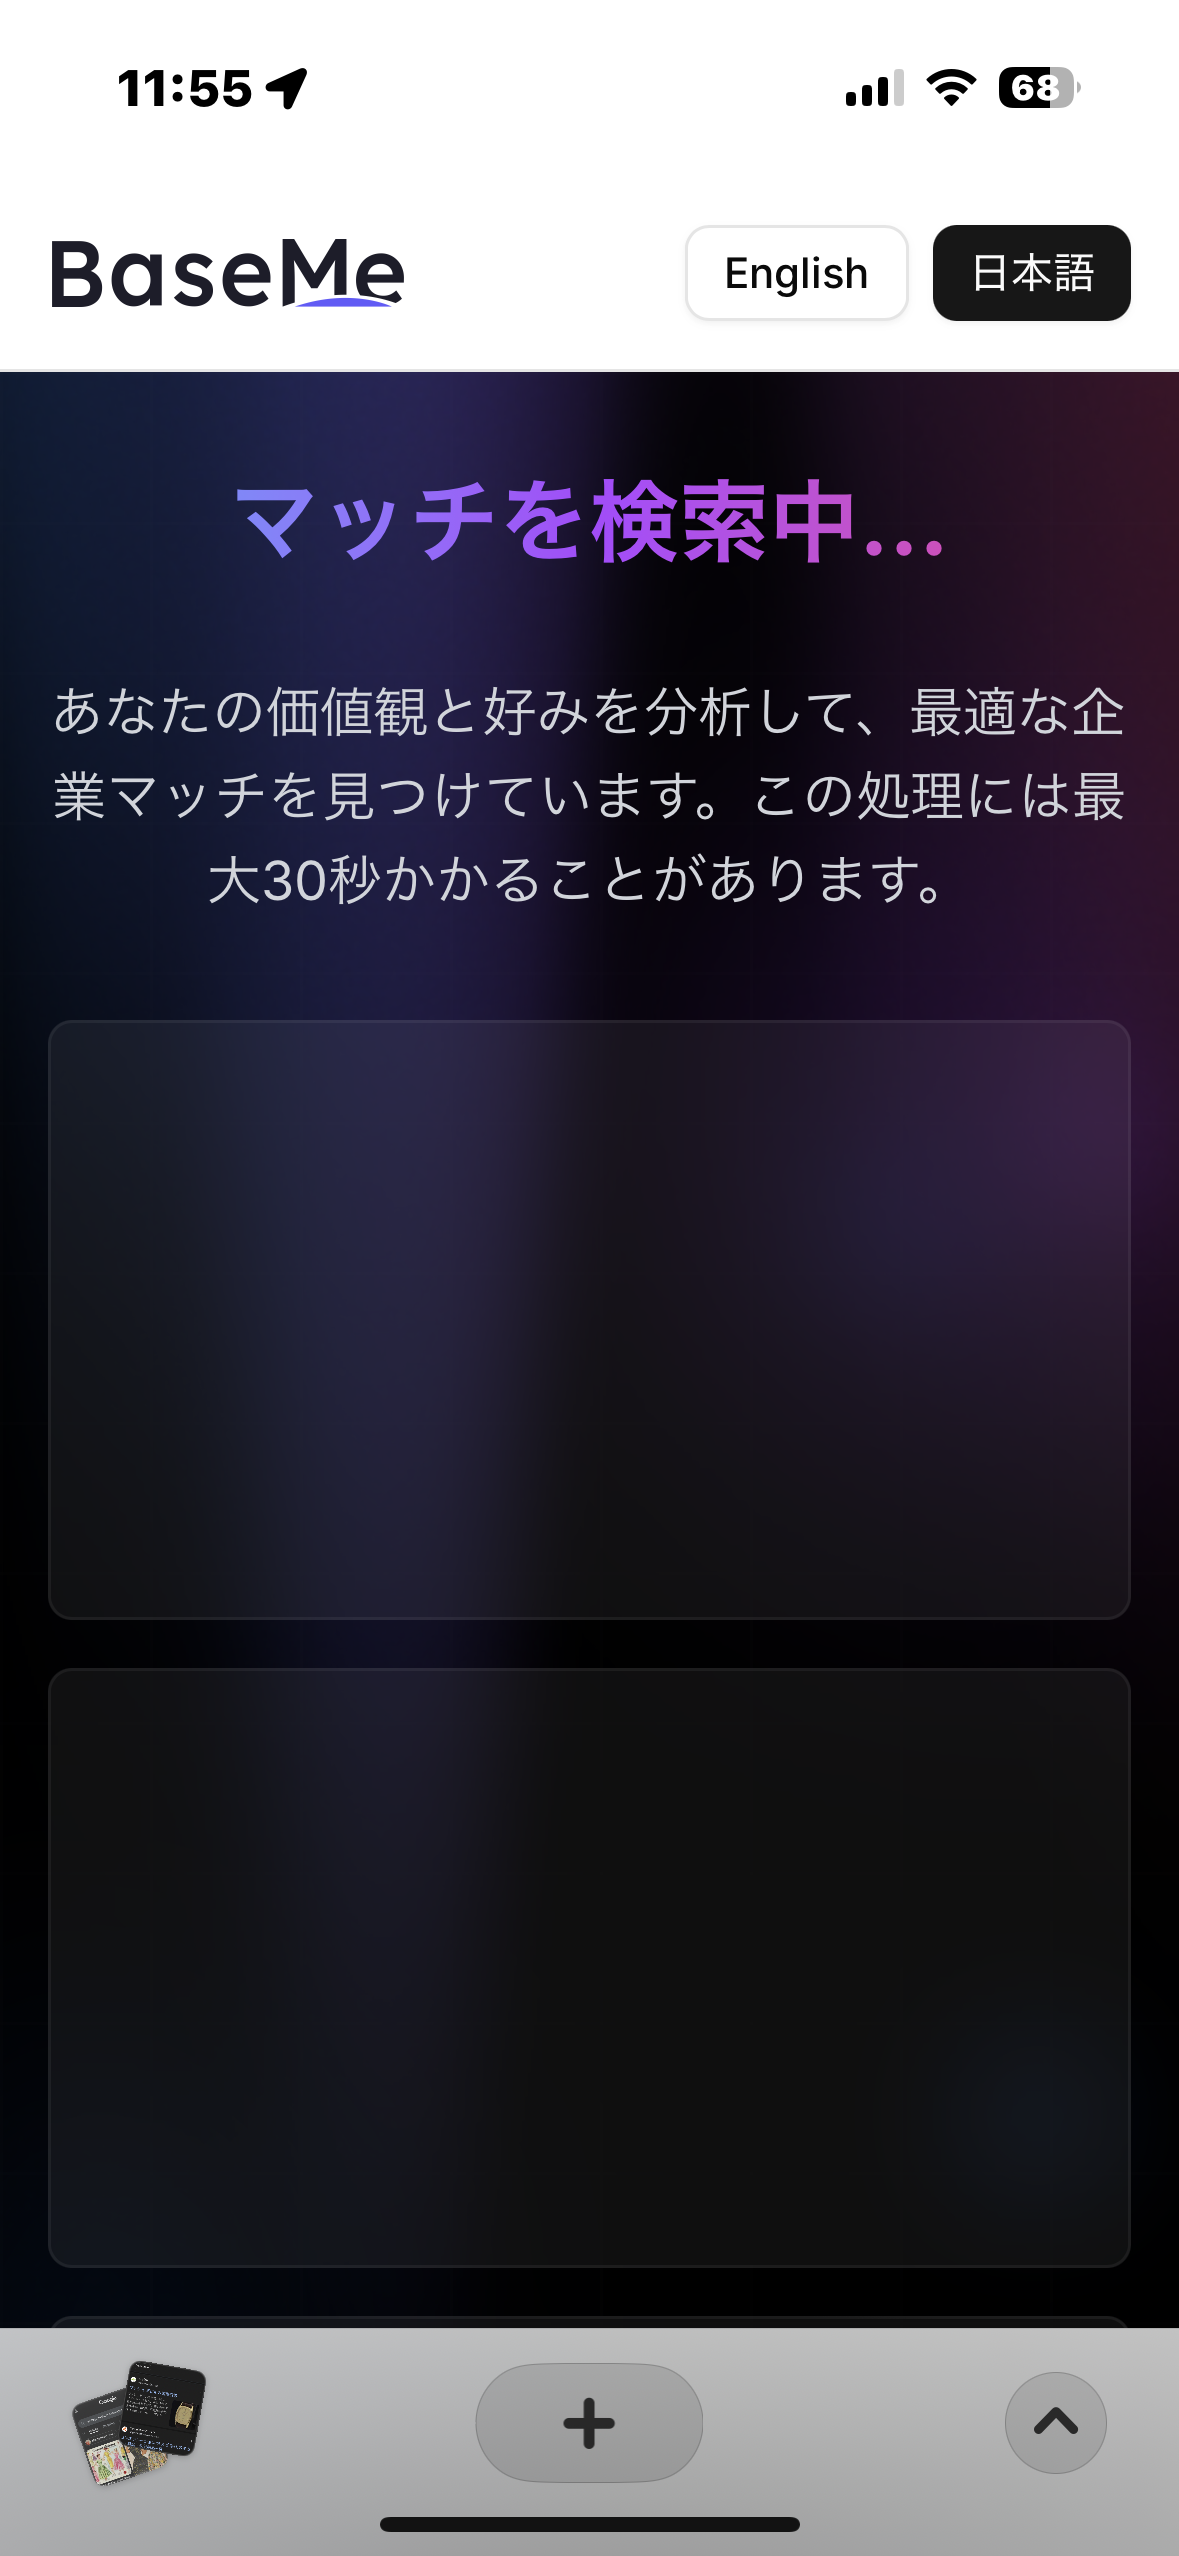 11:55
68
BaseMe
English
日本語
マッチを検索中...
あなたの価値観と好みを分析して、最適な企
業マッチを見つけています。この処理には最
大30秒かかることがあります。
Google